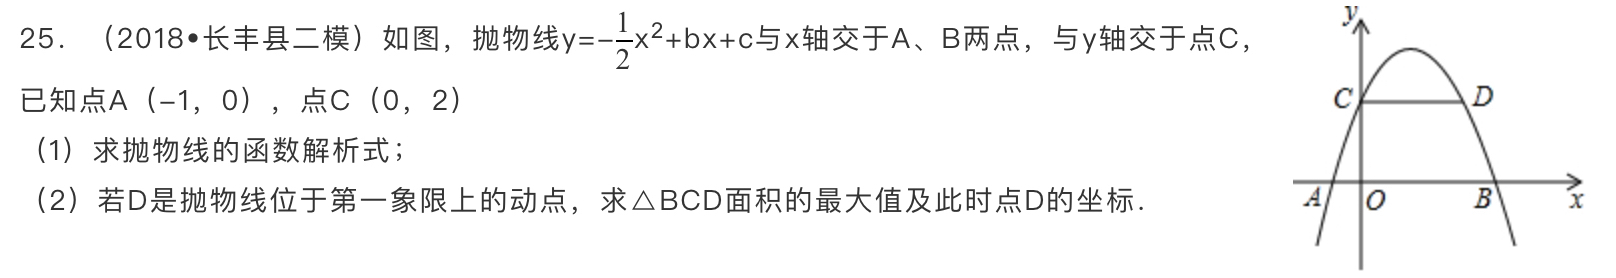 25. （2018•长丰县二模）如图，抛物线y=-\frac{1}{2}x²+bx+c与x轴交于A、B两点，与y轴交于点C，
已知点A（-1，0），点C（0，2）
（1）求抛物线的函数解析式；
（2）若D是抛物线位于第一象限上的动点，求△BCD面积的最大值及此时点D的坐标.
y
C D
A O B x